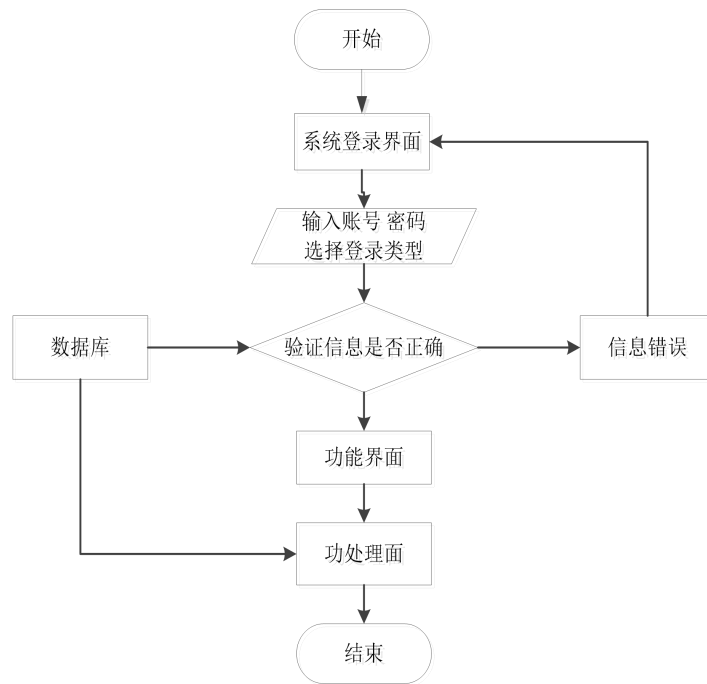 开始
系统登录界面
输入账号 密码
选择登录类型
数据库
验证信息是否正确
信息错误
功能界面
功处理面
结束